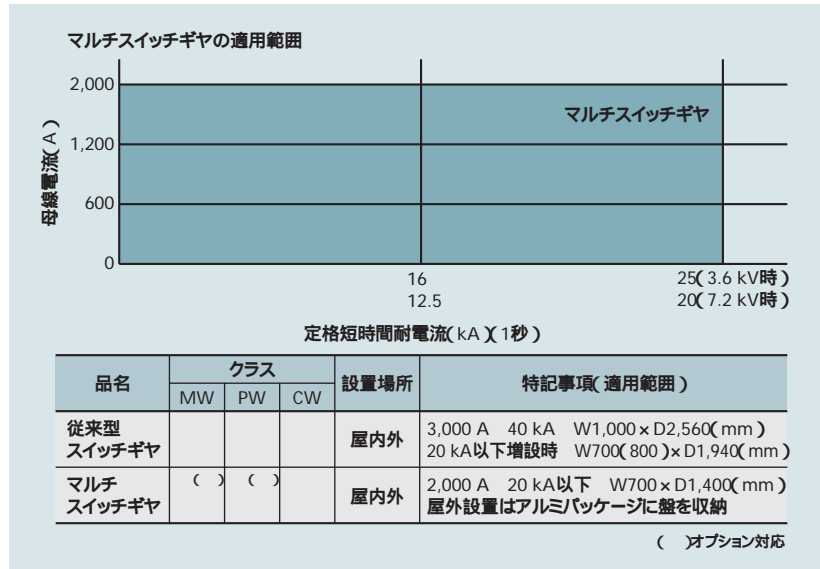 マルチスイッチギヤの適用範囲
2,000
マルチスイッチギヤ
1,200
600
0
母線電流(A)
16 25(3.6 kV時)
12.5 20(7.2 kV時)
定格短時間耐電流(kA)(1秒)
品名 クラス 設置場所 特記事項(適用範囲)
MW PW CW
従来型
スイッチギヤ
屋内外
3,000 A 40 kA W1,000×D2,560(mm)
20 kA以下増設時 W700(800)×D1,940(mm)
マルチ
スイッチギヤ
( ) ( )
屋内外
2,000 A 20 kA以下 W700×D1,400(mm)
屋外設置はアルミパッケージに盤を収納
( )オプション対応